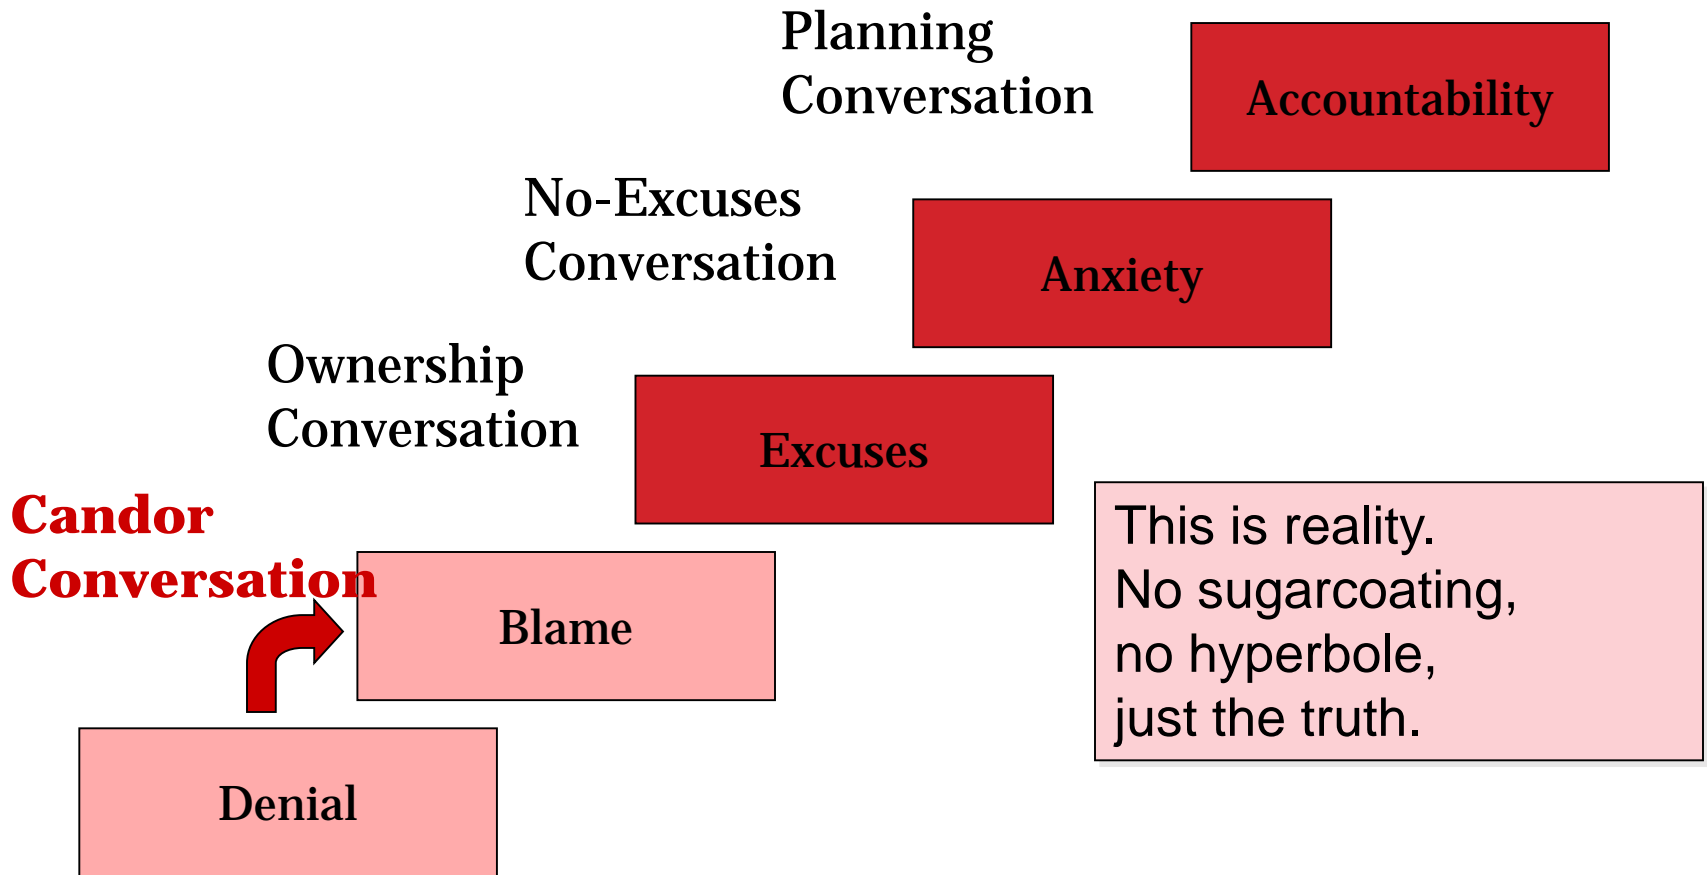 Planning
Conversation
Accountability
No-Excuses
Conversation
Anxiety
Ownership
Conversation
Excuses
Candor
Conversation
Blame
Denial
This is reality.
No sugarcoating,
no hyperbole,
just the truth.